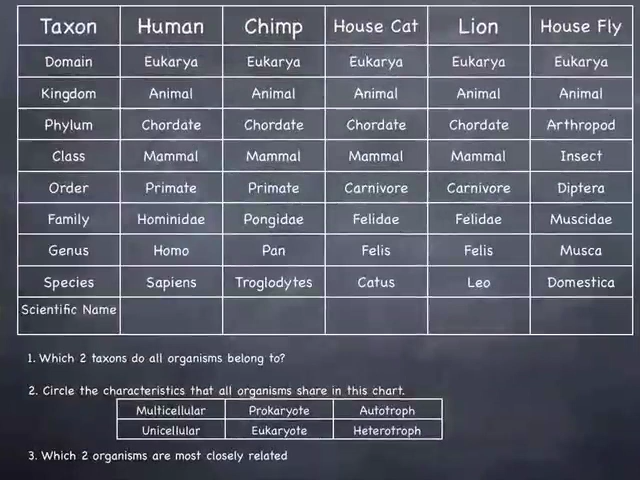 Taxon Human Chimp House Cat Lion House Fly
Domain Eukarya Eukarya Eukarya Eukarya Eukarya
Kingdom Animal Animal Animal Animal Animal
Phylum Chordate Chordate Chordate Chordate Arthropod
Class Mammal Mammal Mammal Mammal Insect
Order Primate Primate Carnivore Carnivore Diptera
Family Hominidae Pongidae Felidae Felidae Muscidae
Genus Homo Pan Felis Felis Musca
Species Sapiens Troglodytes Catus Leo Domestica
Scientific Name
1. Which 2 taxons do all organisms belong to?
2. Circle the characteristics that all organisms share in this chart.
Multicellular Prokaryote Autotroph
Unicellular Eukaryote Heterotroph
3. Which 2 organisms are most closely related